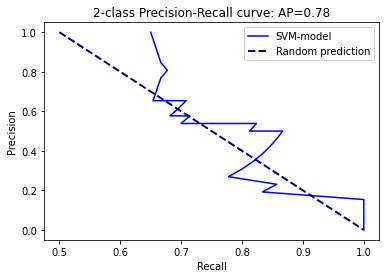 2-class Precision-Recall curve: AP=0.78
SVM-model
Random prediction
Precision
1.0
0.8
0.6
0.4
0.2
0.0
0.5 0.6 0.7 0.8 0.9 1.0
Recall